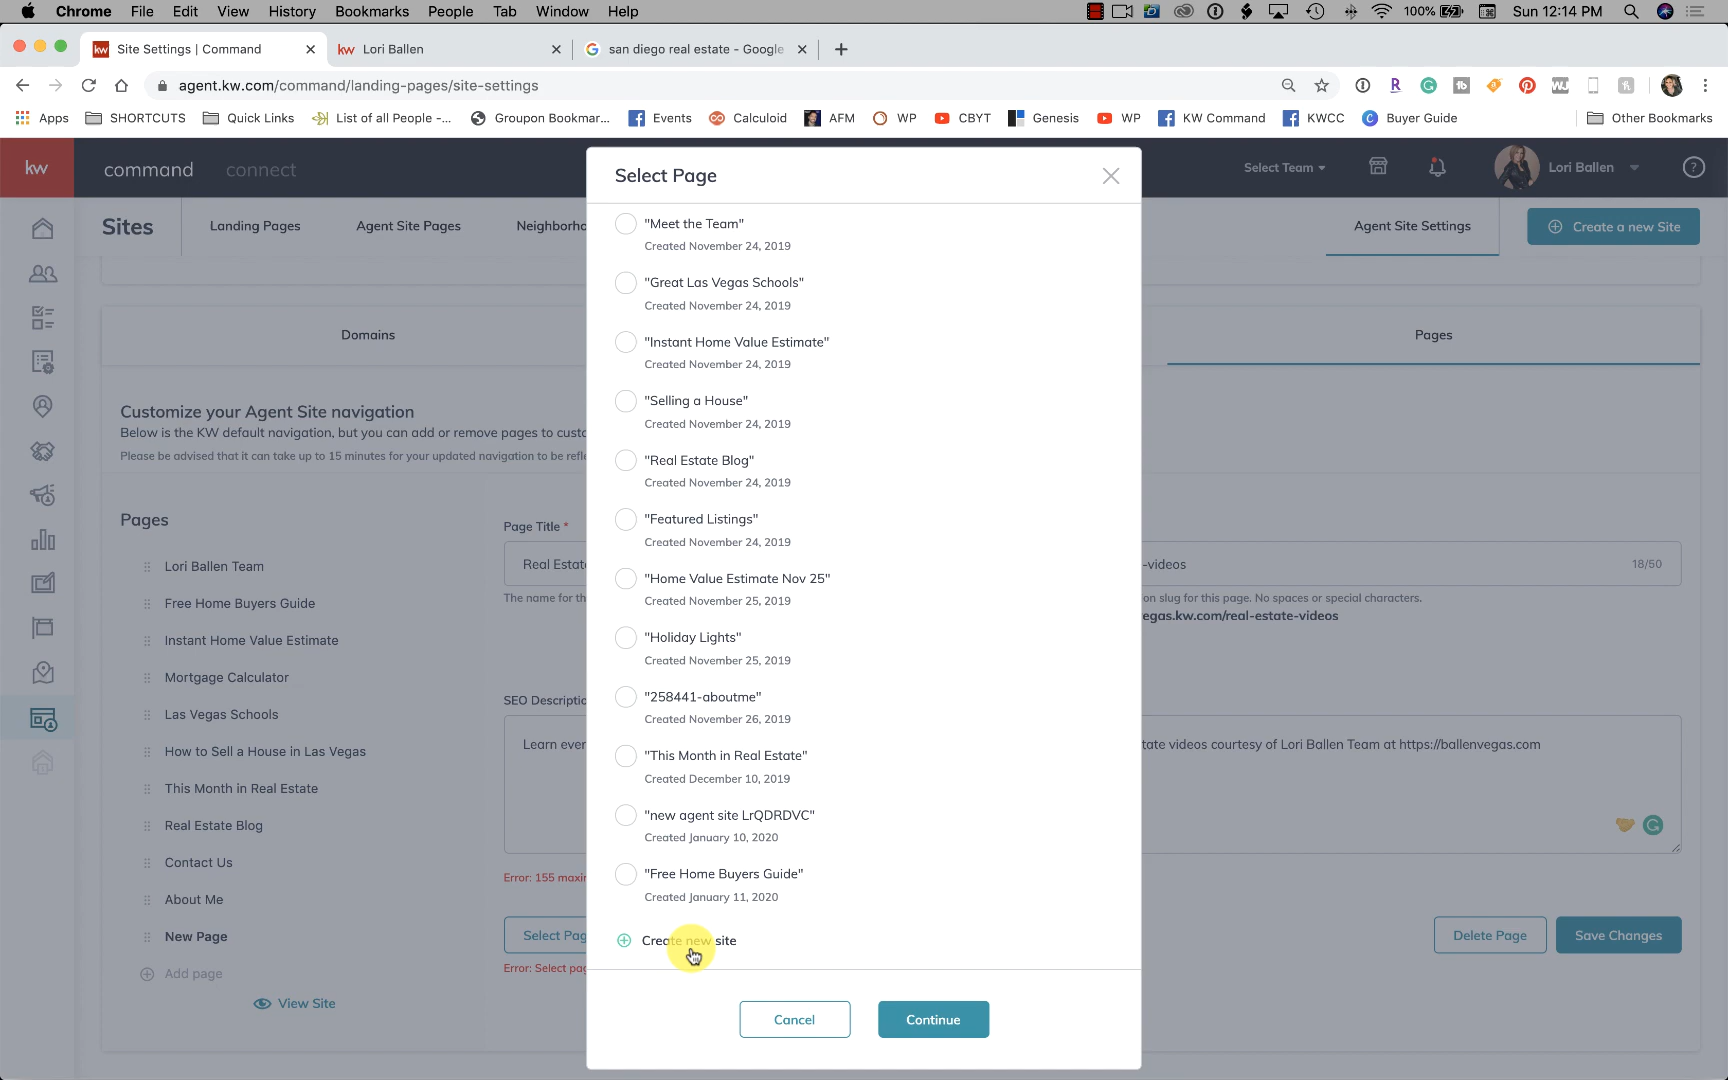 Chrome File Edit View History Bookmarks People Tab Window Help 100% Sun 12:14 PM
Site Settings | Command
Lori Ballen
san diego real estate - Google
agent.kw.com/command/landing-pages/site-settings
Apps SHORTCUTS Quick Links List of all People -... Groupon Bookmar... Events Calculoid AFM WP CBYT Genesis WP KW Command KWCC Buyer Guide Other Bookmarks
kw command connect
Select Team
Lori Ballen
Sites
Landing Pages
Agent Site Pages
Neighborho
Agent Site Settings
Create a new Site
Domains
Pages
Customize your Agent Site navigation
Below is the KW default navigation, but you can add or remove pages to custo
Please be advised that it can take up to 15 minutes for your updated navigation to be refle
Pages
Lori Ballen Team
Free Home Buyers Guide
Instant Home Value Estimate
Mortgage Calculator
Las Vegas Schools
How to Sell a House in Las Vegas
This Month in Real Estate
Real Estate Blog
Contact Us
About Me
New Page
Add page
View Site
Page Title *
Real Estate
The name for th
SEO Descriptio
Learn ever
Error: 155 maxi
Select Pag
Error: Select pag
Select Page
"Meet the Team"
Created November 24, 2019
"Great Las Vegas Schools"
Created November 24, 2019
"Instant Home Value Estimate"
Created November 24, 2019
"Selling a House"
Created November 24, 2019
"Real Estate Blog"
Created November 24, 2019
"Featured Listings"
Created November 24, 2019
"Home Value Estimate Nov 25"
Created November 25, 2019
"Holiday Lights"
Created November 25, 2019
"258441-aboutme"
Created November 26, 2019
"This Month in Real Estate"
Created December 10, 2019
"new agent site LrQDRDVC"
Created January 10, 2020
"Free Home Buyers Guide"
Created January 11, 2020
Create new site
Cancel
Continue
-videos
18/50
on slug for this page. No spaces or special characters.
egas.kw.com/real-estate-videos
tate videos courtesy of Lori Ballen Team at https://ballenvegas.com
Delete Page
Save Changes